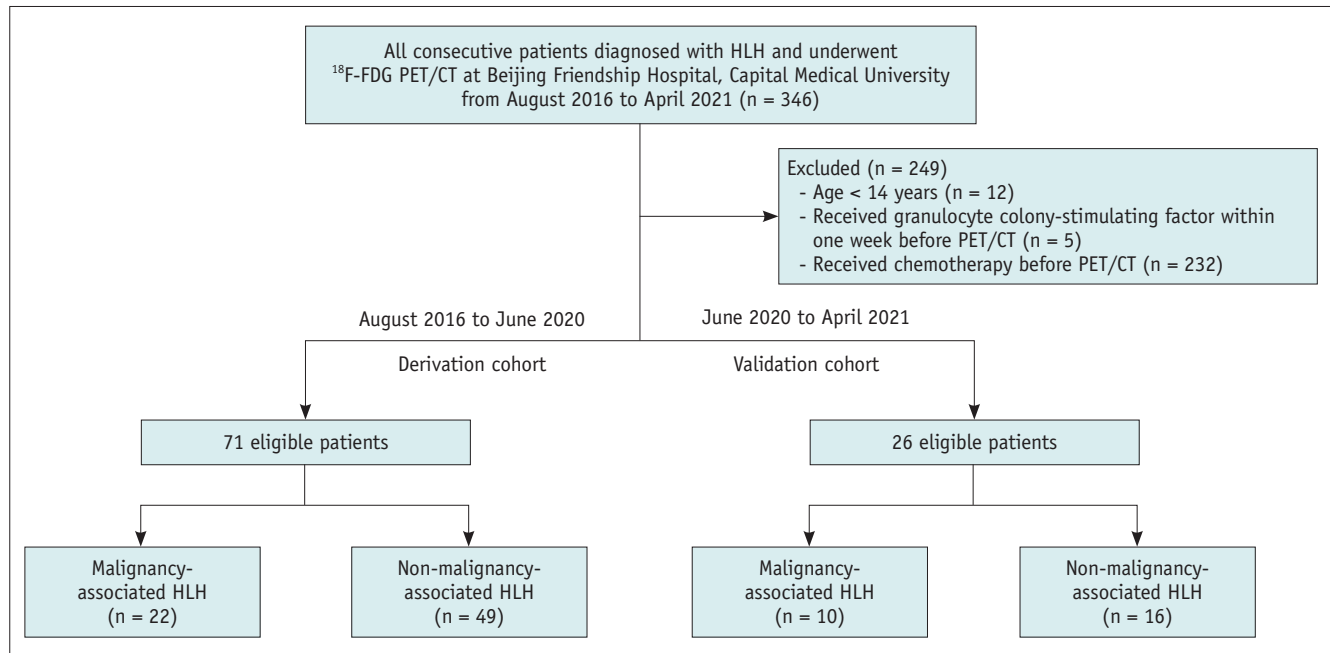 All consecutive patients diagnosed with HLH and underwent
¹⁸F-FDG PET/CT at Beijing Friendship Hospital, Capital Medical University
from August 2016 to April 2021 (n = 346)
Excluded (n = 249)
- Age < 14 years (n = 12)
- Received granulocyte colony-stimulating factor within
one week before PET/CT (n = 5)
- Received chemotherapy before PET/CT (n = 232)
August 2016 to June 2020
June 2020 to April 2021
Derivation cohort
Validation cohort
71 eligible patients
26 eligible patients
Malignancy-
associated HLH
(n = 22)
Non-malignancy-
associated HLH
(n = 49)
Malignancy-
associated HLH
(n = 10)
Non-malignancy-
associated HLH
(n = 16)